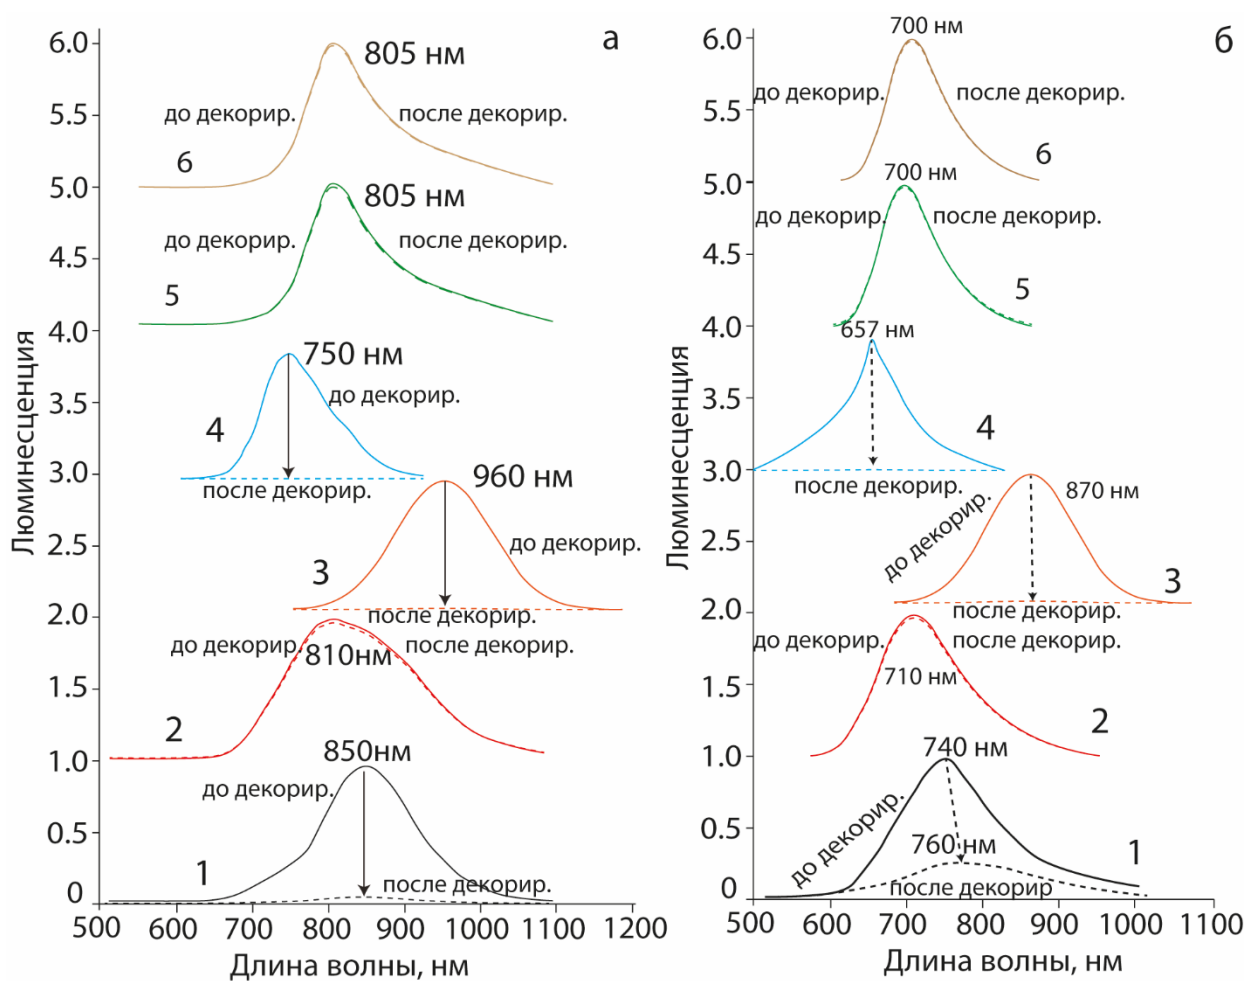 а
6.0
805 нм
до декорир.
после декорир.
5.5
6
5.0
805 нм
до декорир.
после декорир.
4.5
5
4.0
750 нм
до декорир.
3.5
4
3.0
после декорир.
960 нм
до декорир.
2.5
3
2.0
после декорир.
до декорир.
810нм
после декорир.
1.5
2
1.0
850нм
до декорир.
0.5
1
после декорир.
0
500 600 700 800 900 1000 1100 1200
Длина волны, нм
Люминесценция
б
700 нм
6.0
до декорир.
после декорир.
5.5
6
5.0
700 нм
до декорир.
после декорир.
4.5
5
4.0
657 нм
3.5
4
3.0
после декорир.
870 нм
до декорир.
2.5
3
2.0
после декорир.
до декорир.
после декорир.
710 нм
1.5
2
1.0
740 нм
до декорир.
0.5
760 нм
1
после декорир
0
500 600 700 800 900 1000 1100
Длина волны, нм
Люминесценция